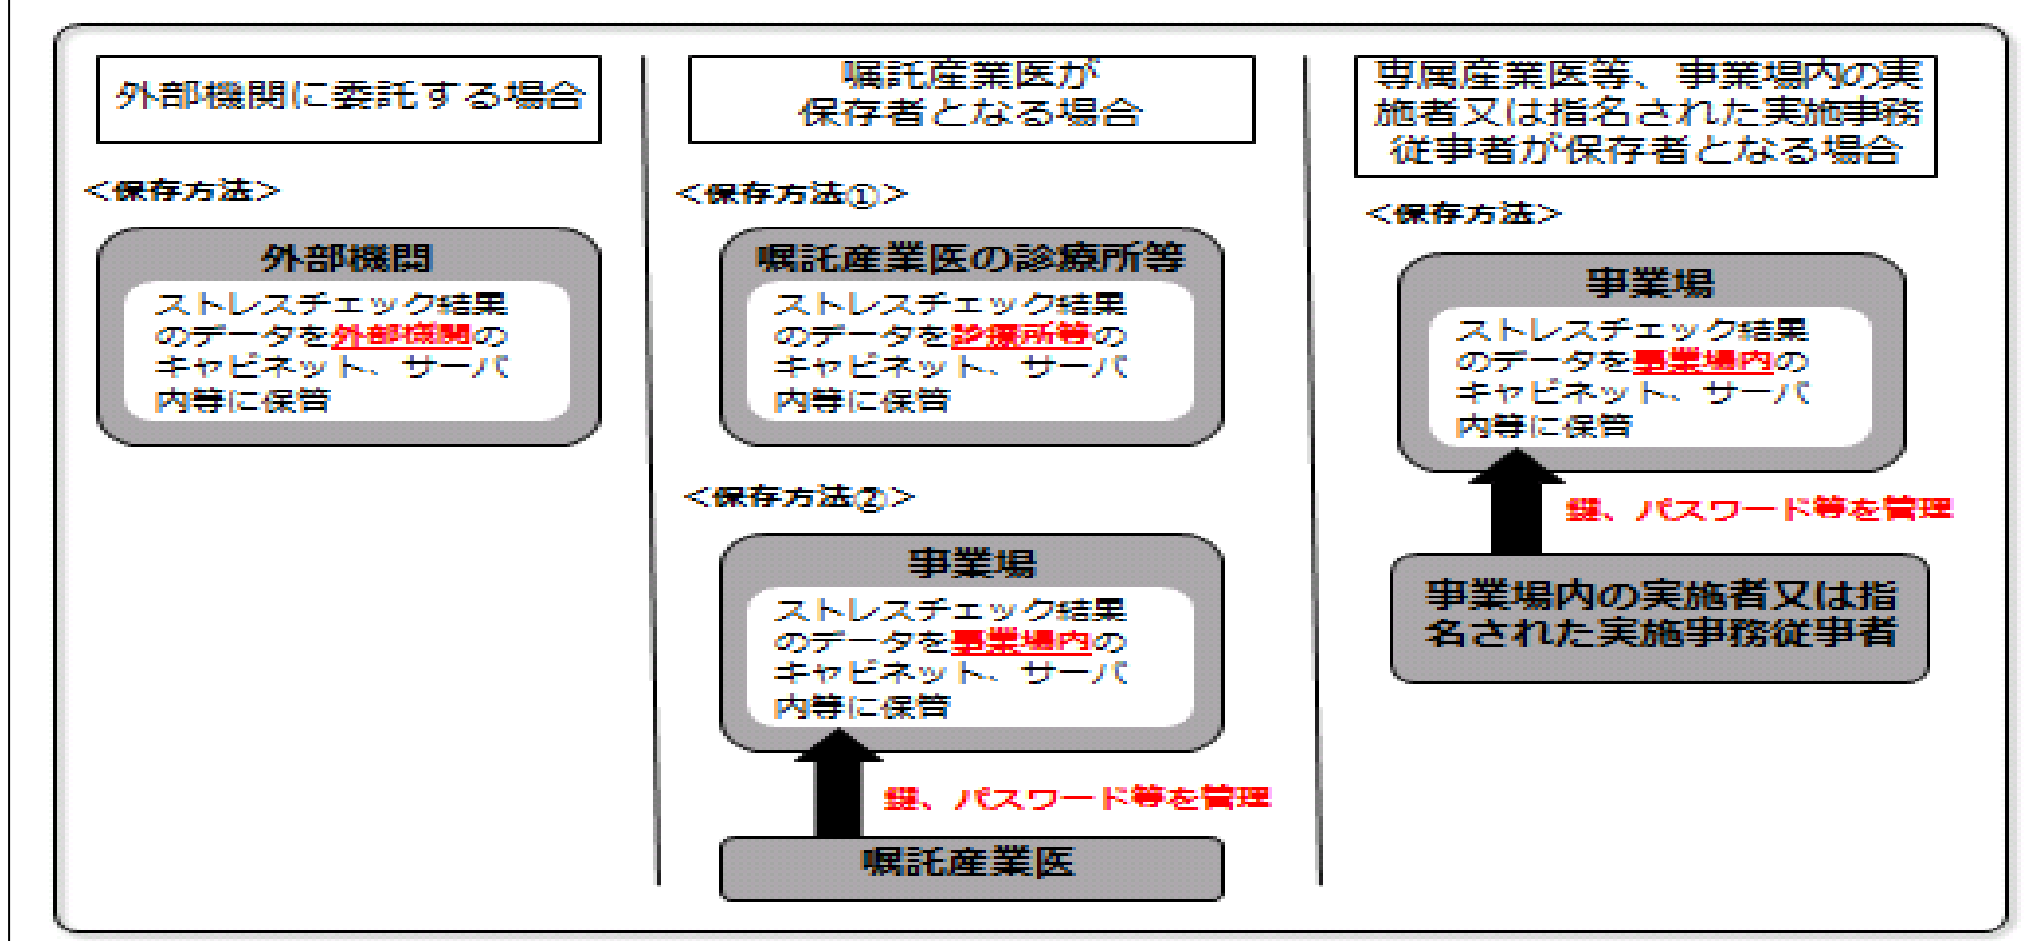 外部機関に委託する場合
＜保存方法＞
外部機関
ストレスチェック結果
のデータを外部機関の
キャビネット、サーバ
内等に保管
嘱託産業医が
保存者となる場合
＜保存方法①＞
嘱託産業医の診療所等
ストレスチェック結果
のデータを診療所等の
キャビネット、サーバ
内等に保管
＜保存方法②＞
事業場
ストレスチェック結果
のデータを事業場内の
キャビネット、サーバ
内等に保管
鍵、パスワード等を管理
嘱託産業医
専属産業医等、事業場内の実
施者又は指名された実施事務
従事者が保存者となる場合
＜保存方法＞
事業場
ストレスチェック結果
のデータを事業場内の
キャビネット、サーバ
内等に保管
鍵、パスワード等を管理
事業場内の実施者又は指
名された実施事務従事者